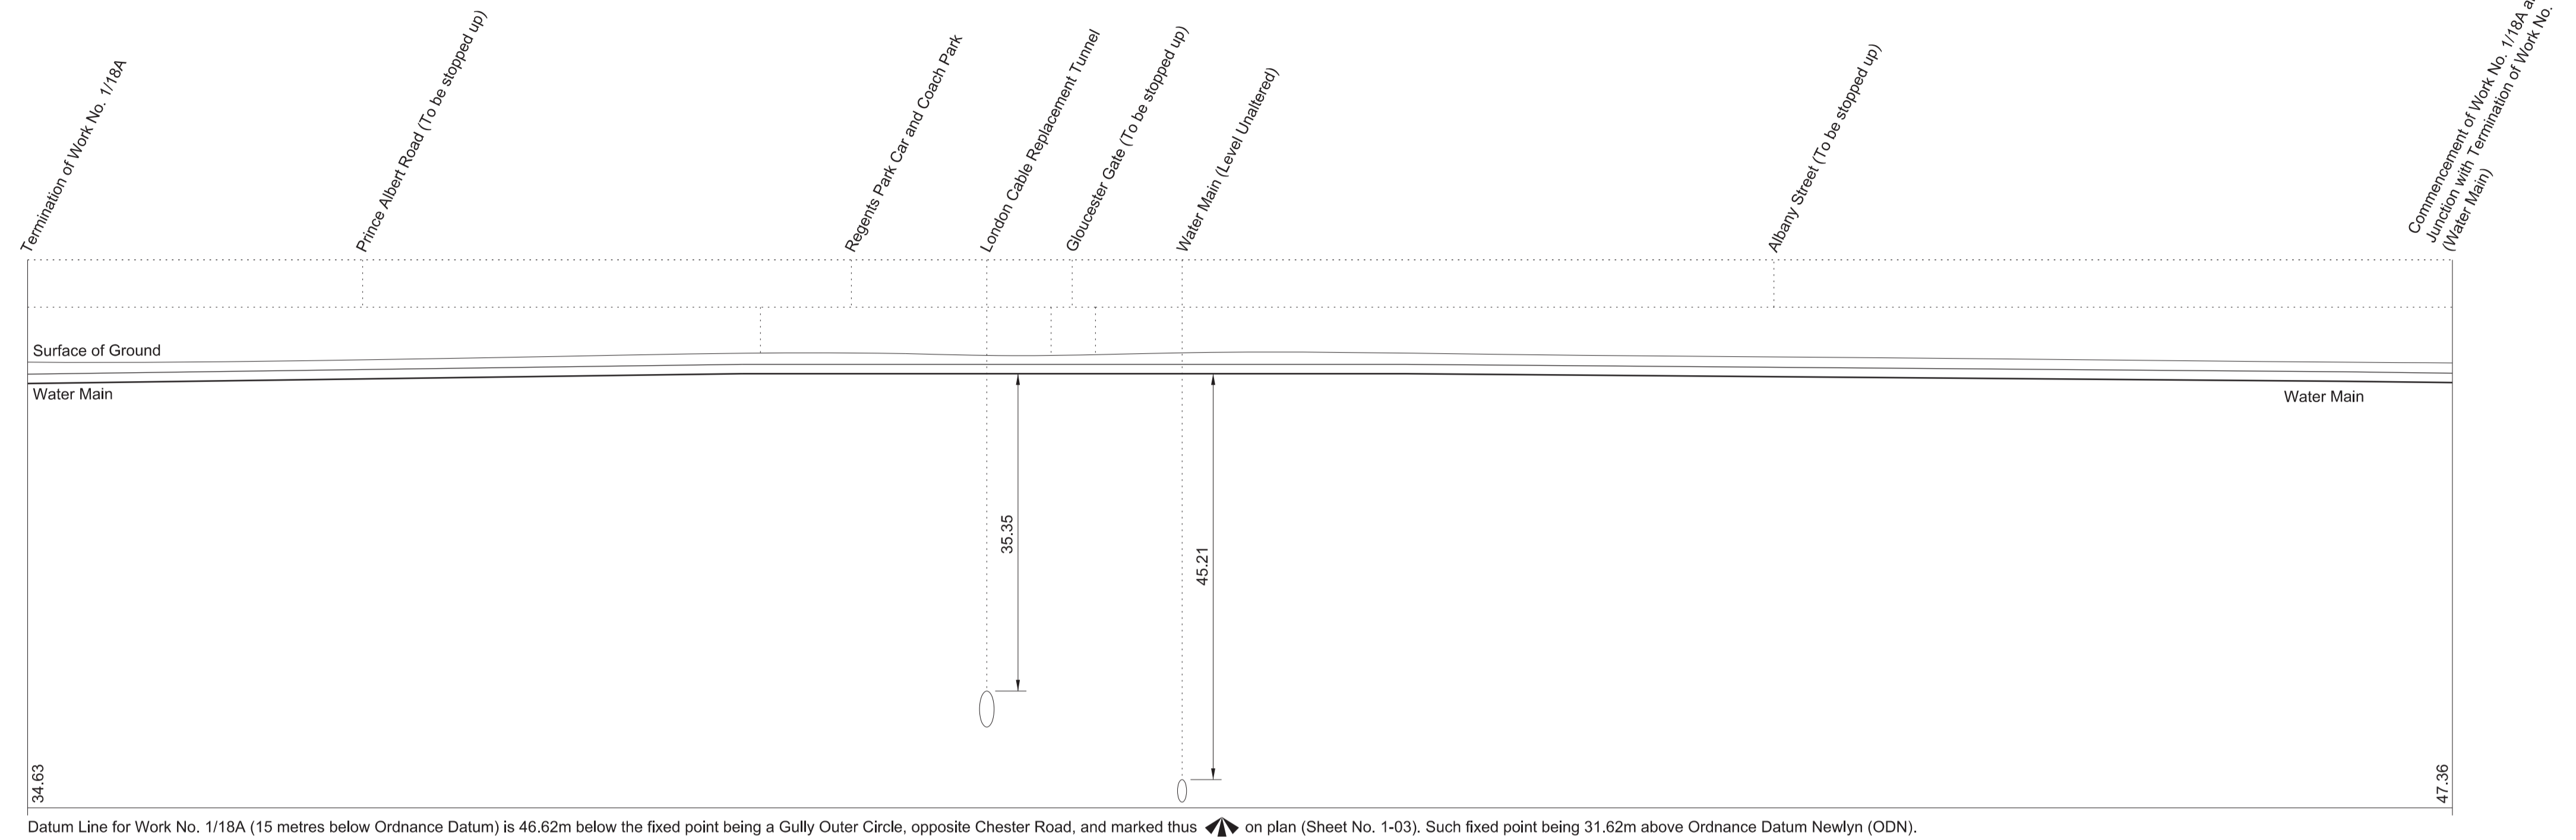 Termination of Work No. 1/18A
Prince Albert Road (To be stopped up)
Regents Park Car and Coach Park
London Cable Replacement Tunnel
Gloucester Gate (To be stopped up)
Water Main (Level Unaltered)
Albany Street (To be stopped up)
Commencement of Work No. 1/18A
Junction with Termination of Work No.
(Water Main)
Surface of Ground
Water Main
Water Main
35.35
45.21
34.63
47.36
Datum Line for Work No. 1/18A (15 metres below Ordnance Datum) is 46.62m below the fixed point being a Gully Outer Circle, opposite Chester Road, and marked thus on plan (Sheet No. 1-03). Such fixed point being 31.62m above Ordnance Datum Newlyn (ODN).